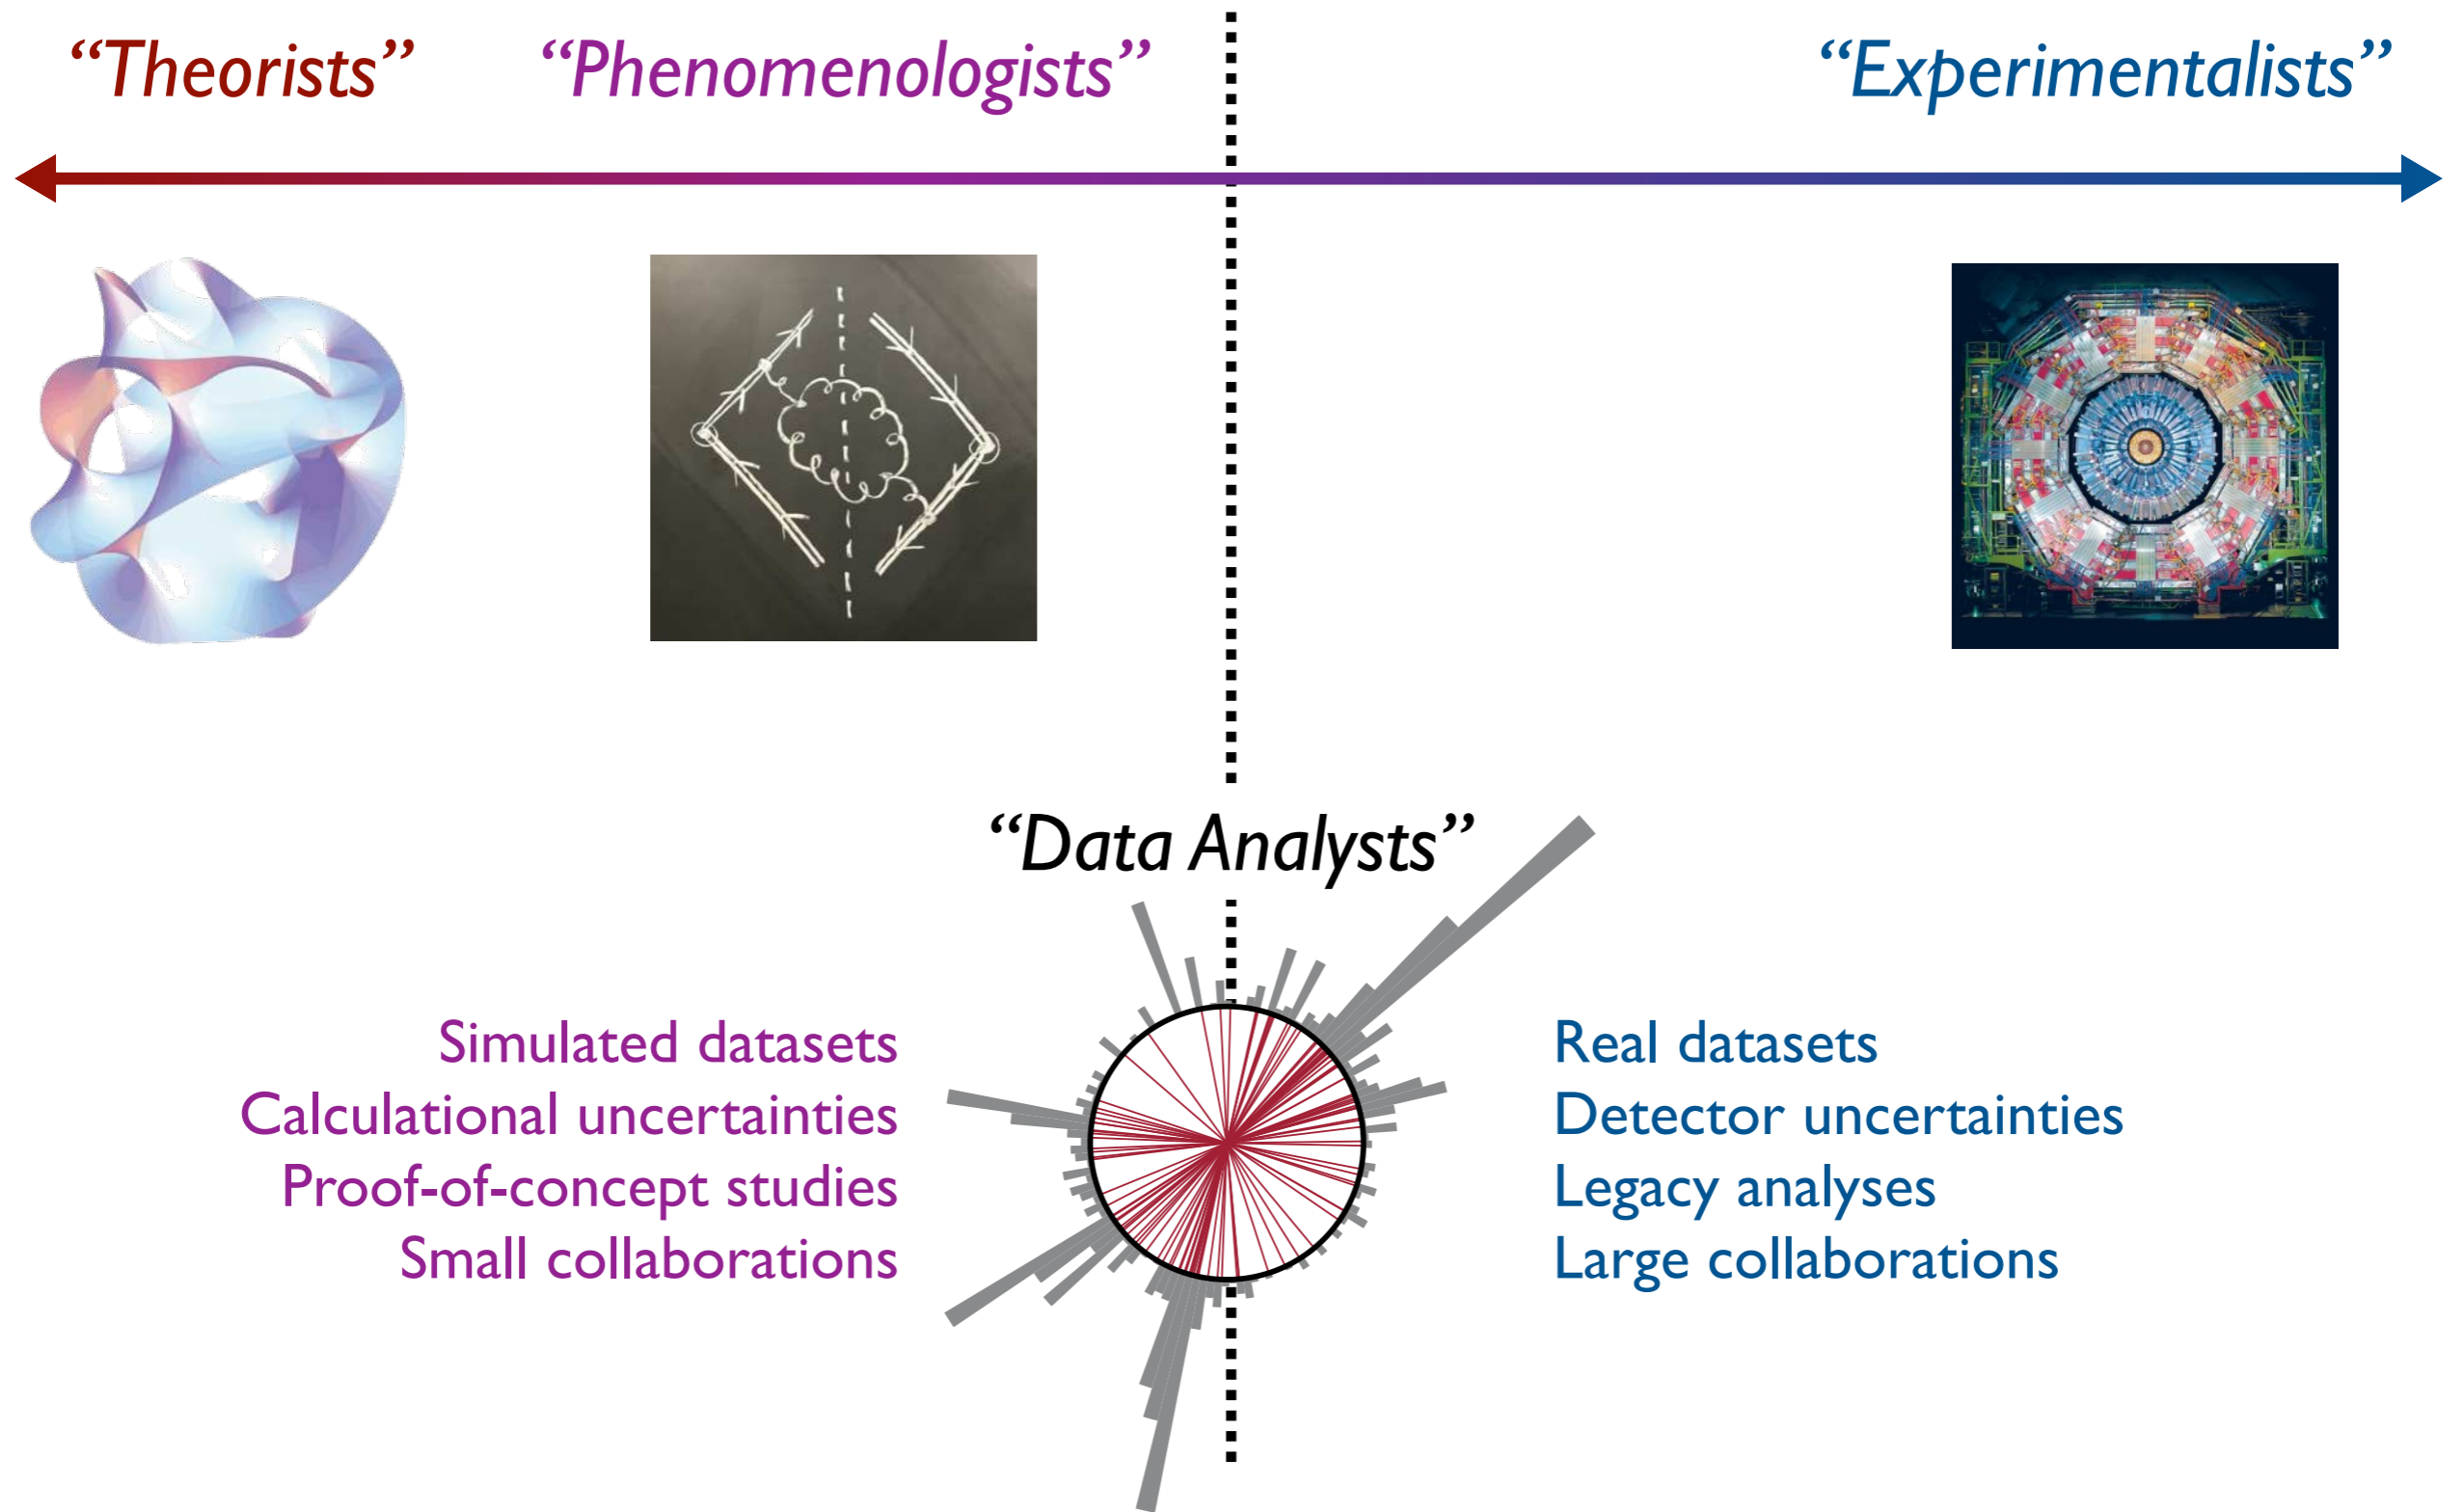 “Theorists”
“Phenomenologists”
“Experimentalists”
“Data Analysts”
Simulated datasets
Calculational uncertainties
Proof-of-concept studies
Small collaborations
Real datasets
Detector uncertainties
Legacy analyses
Large collaborations